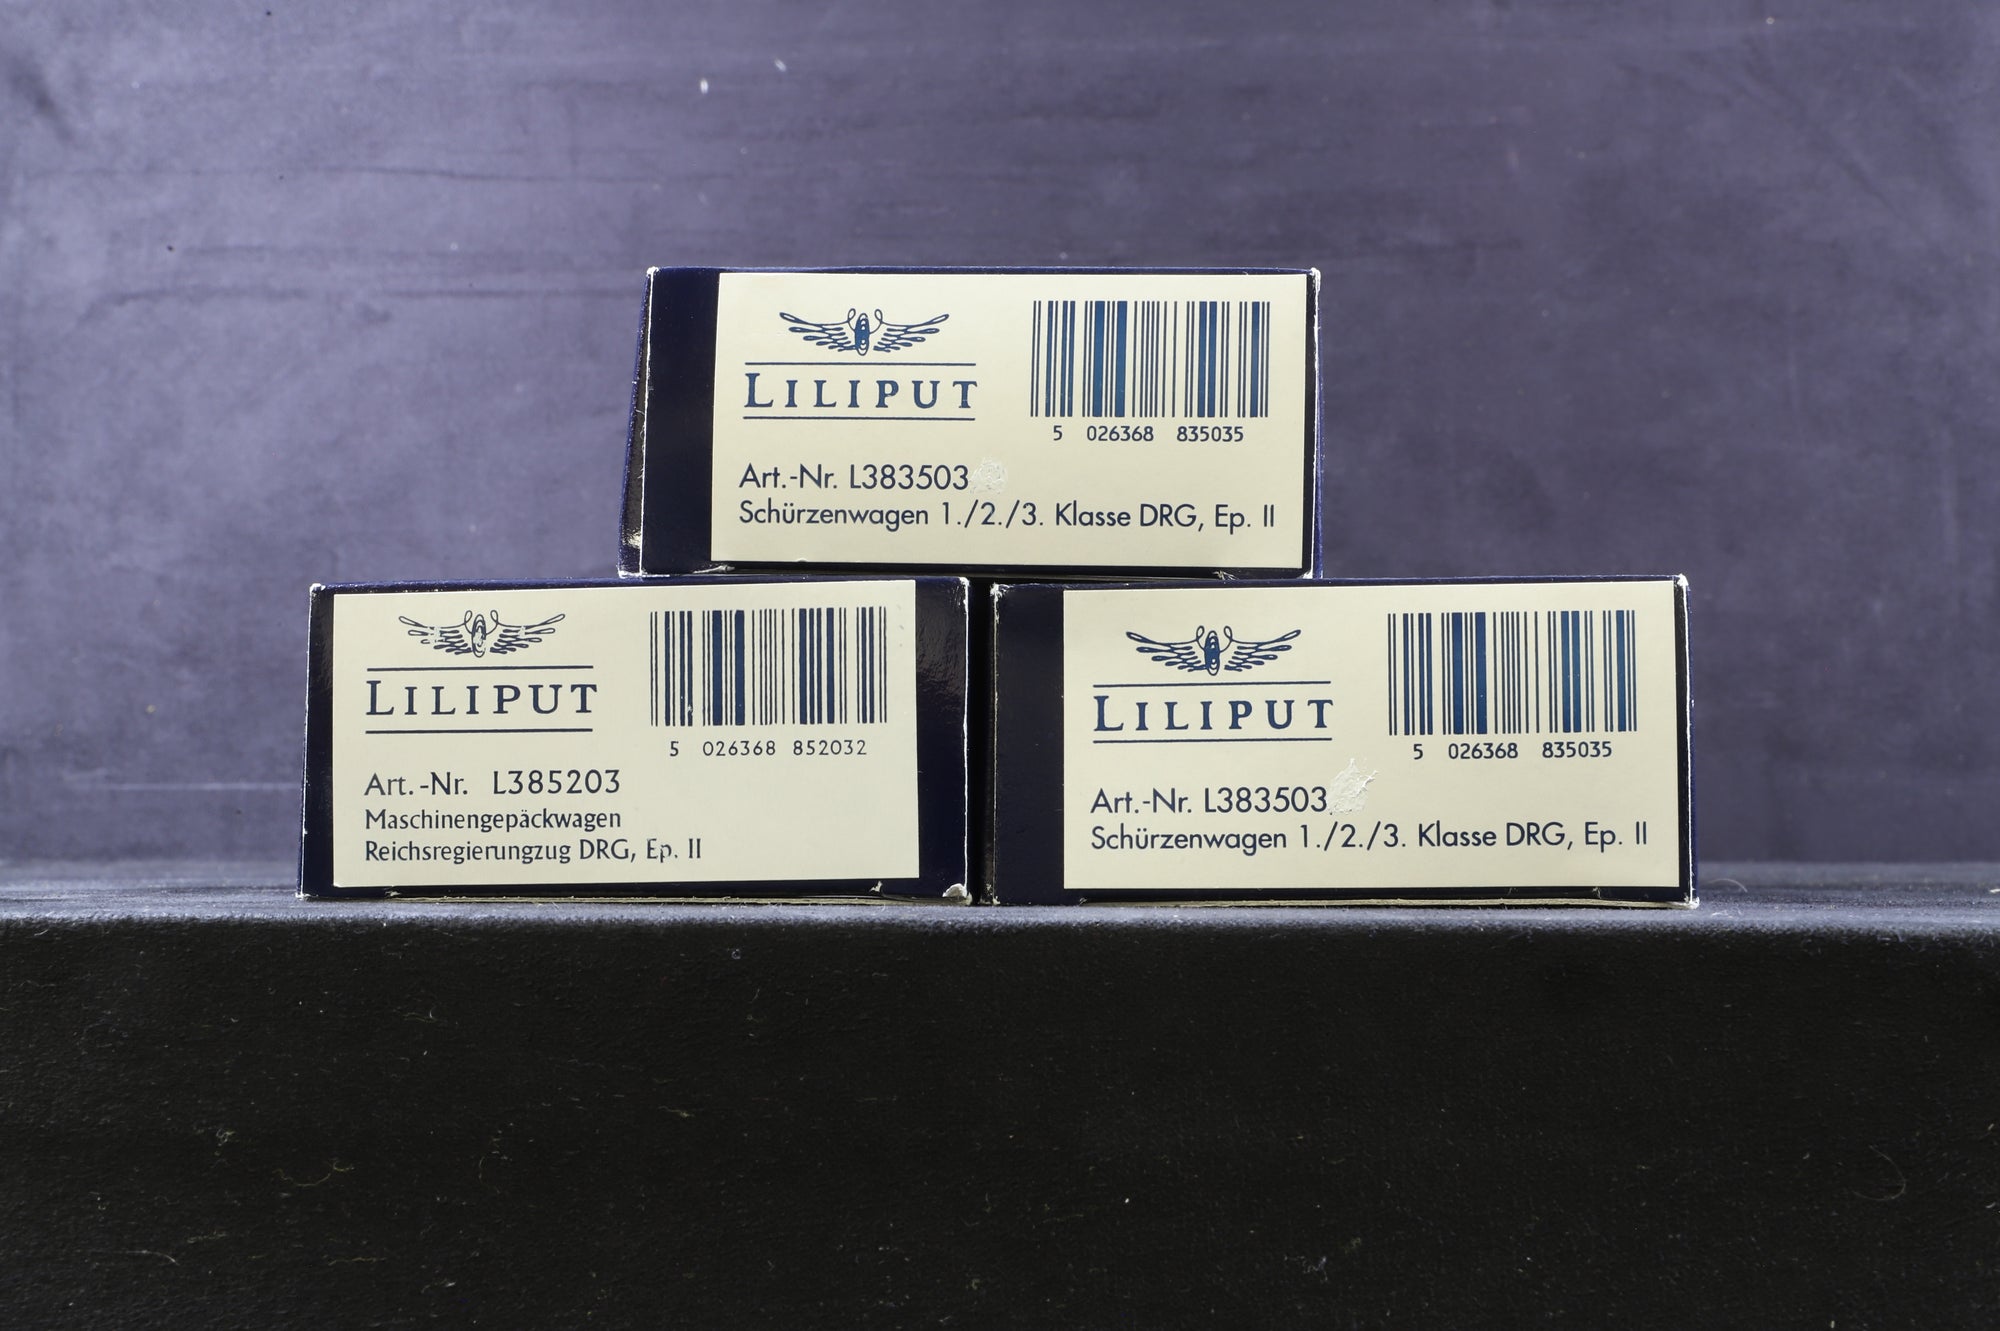 LILIPUT
5 026368 835035
Art.-Nr. L383503
Schürzenwagen 1./2./3. Klasse DRG, Ep. II
LILIPUT
5 026368 852032
Art.-Nr. L385203
Maschinengepäckwagen
Reichsregierungzug DRG, Ep. II
LILIPUT
5 026368 835035
Art.-Nr. L383503
Schürzenwagen 1./2./3. Klasse DRG, Ep. II